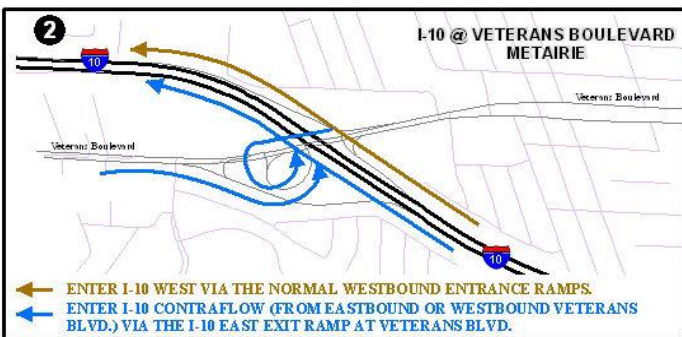 2
I-10 @ VETERANS BOULEVARD
METAIRIE
10
Veterans Boulevard
Veterans Boulevard
10
ENTER I-10 WEST VIA THE NORMAL WESTBOUND ENTRANCE RAMPS.
ENTER I-10 CONTRAFLOW (FROM EASTBOUND OR WESTBOUND VETERANS
BLVD.) VIA THE I-10 EAST EXIT RAMP AT VETERANS BLVD.